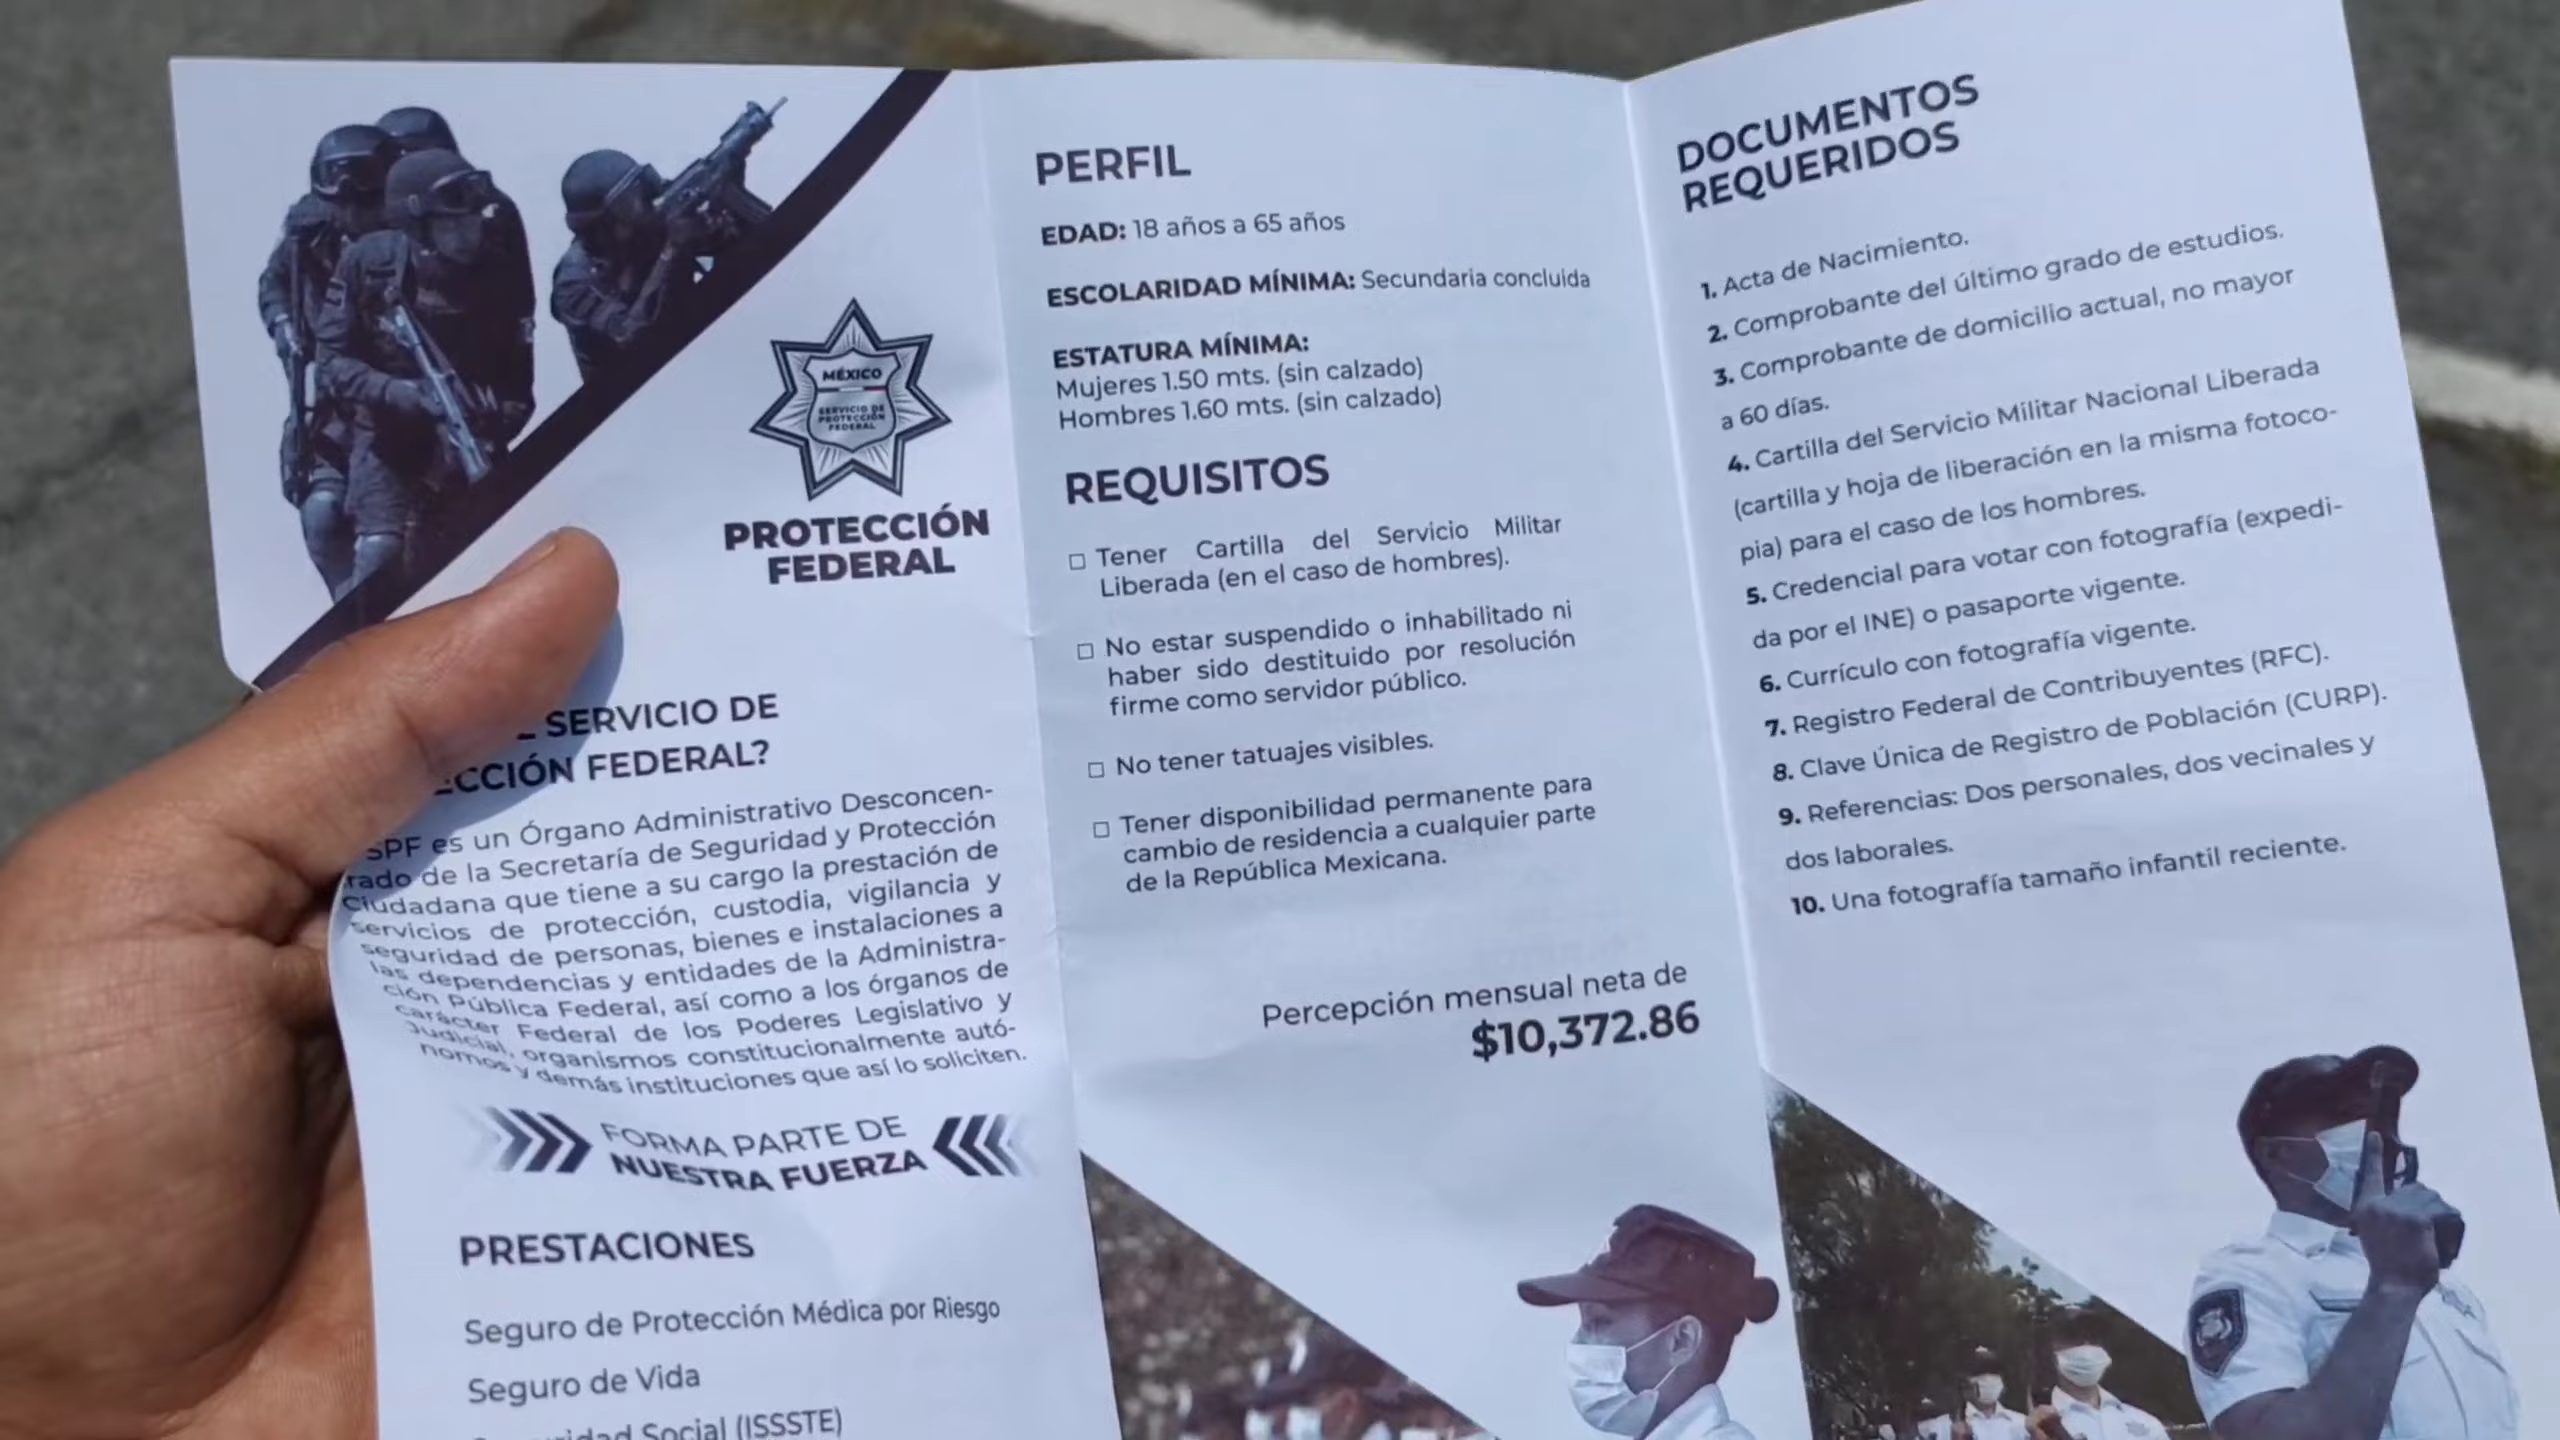 MÉXICO
SERVICIO DE
PROTECCIÓN
FEDERAL
PROTECCIÓN
FEDERAL
SERVICIO DE
CCIÓN FEDERAL?
SPF es un Órgano Administrativo Desconcen-
rado de la Secretaría de Seguridad y Protección
Ciudadana que tiene a su cargo la prestación de
servicios de protección, custodia, vigilancia y
seguridad de personas, bienes e instalaciones a
las dependencias y entidades de la Administra-
ción Pública Federal, así como a los órganos de
carácter Federal de los Poderes Legislativo y
Judicial, organismos constitucionalmente autó-
nomos y demás instituciones que así lo soliciten.
FORMA PARTE DE
NUESTRA FUERZA
PRESTACIONES
Seguro de Protección Médica por Riesgo
Seguro de Vida
Social (ISSSTE)
PERFIL
EDAD: 18 años a 65 años
ESCOLARIDAD MÍNIMA: Secundaria concluida
ESTATURA MÍNIMA:
Mujeres 1.50 mts. (sin calzado)
Hombres 1.60 mts. (sin calzado)
REQUISITOS
□ Tener Cartilla del Servicio Militar
Liberada (en el caso de hombres).
□ No estar suspendido o inhabilitado ni
haber sido destituido por resolución
firme como servidor público.
□ No tener tatuajes visibles.
□ Tener disponibilidad permanente para
cambio de residencia a cualquier parte
de la República Mexicana.
Percepción mensual neta de
$10,372.86
DOCUMENTOS
REQUERIDOS
1. Acta de Nacimiento.
2. Comprobante del último grado de estudios.
3. Comprobante de domicilio actual, no mayor
a 60 días.
4. Cartilla del Servicio Militar Nacional Liberada
(cartilla y hoja de liberación en la misma fotoco-
pia) para el caso de los hombres.
5. Credencial para votar con fotografía (expedi-
da por el INE) o pasaporte vigente.
6. Currículo con fotografía vigente.
7. Registro Federal de Contribuyentes (RFC).
8. Clave Única de Registro de Población (CURP).
9. Referencias: Dos personales, dos vecinales y
dos laborales.
10. Una fotografía tamaño infantil reciente.